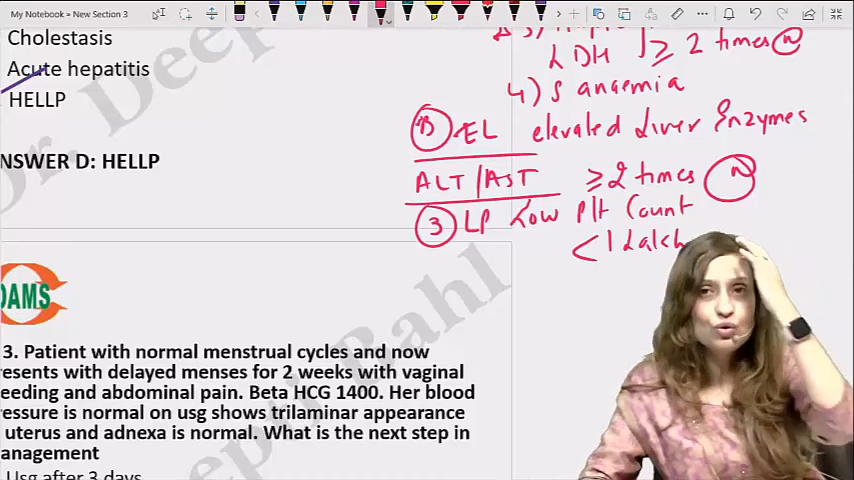 My Notebook » New Section 3
Cholestasis
Acute hepatitis
HELLP
NSWER D: HELLP
LDH ≥ 2 times N
4) S anaemia
B EL elevated Liver Enzymes
ALT/AST ≥2 times N
3 LP Low Plt Count
<1 Lakh
DAMS
3. Patient with normal menstrual cycles and now
resents with delayed menses for 2 weeks with vaginal
eeding and abdominal pain. Beta HCG 1400. Her blood
essure is normal on usg shows trilaminar appearance
uterus and adnexa is normal. What is the next step in
anagement
Usg after 3 days
Dr. Deepti Bahl